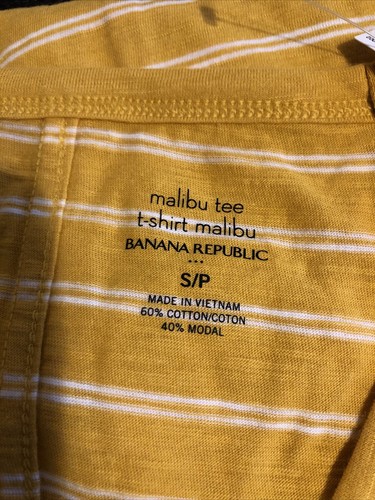 malibu tee
t-shirt malibu
BANANA REPUBLIC
...
S/P
MADE IN VIETNAM
60% COTTON/COTON
40% MODAL